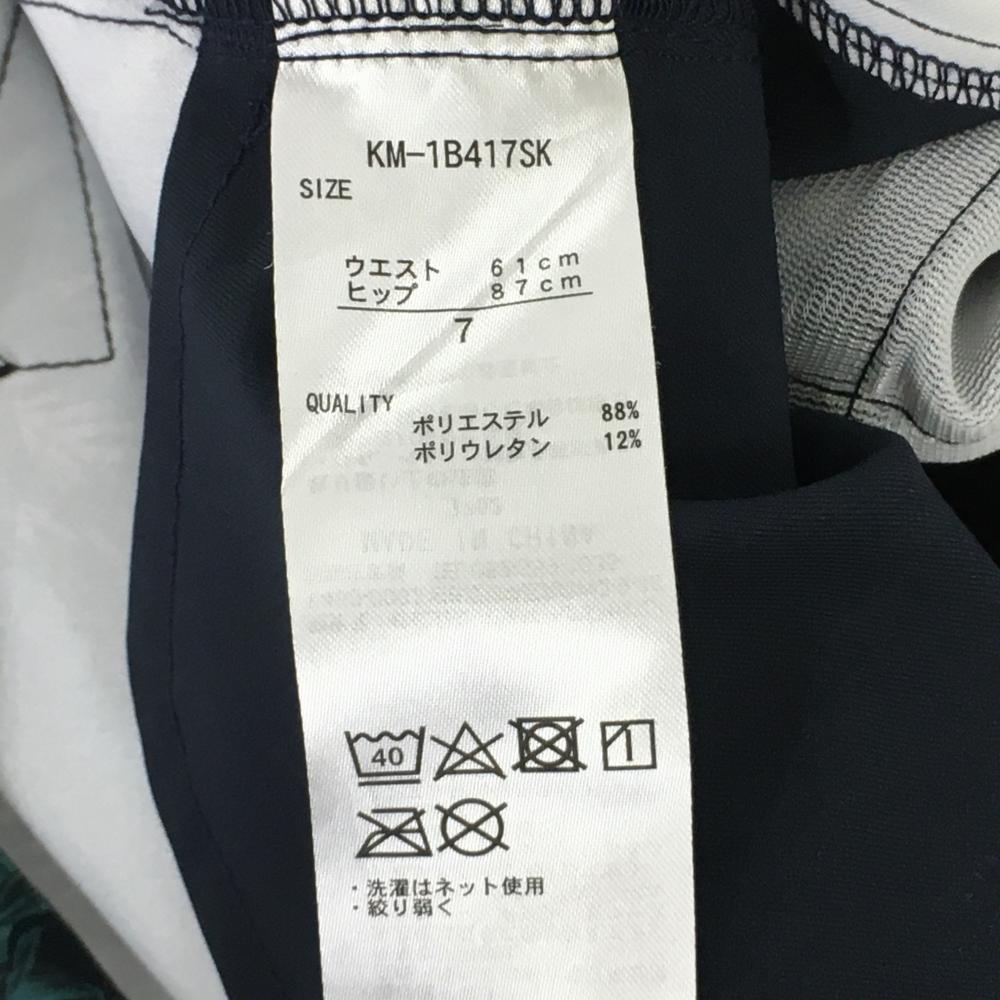 KM-1B417SK
SIZE
ウエスト 61cm
ヒップ 87cm
7
QUALITY
ポリエステル 88%
ポリウレタン 12%
40
・洗濯はネット使用
・絞り弱く